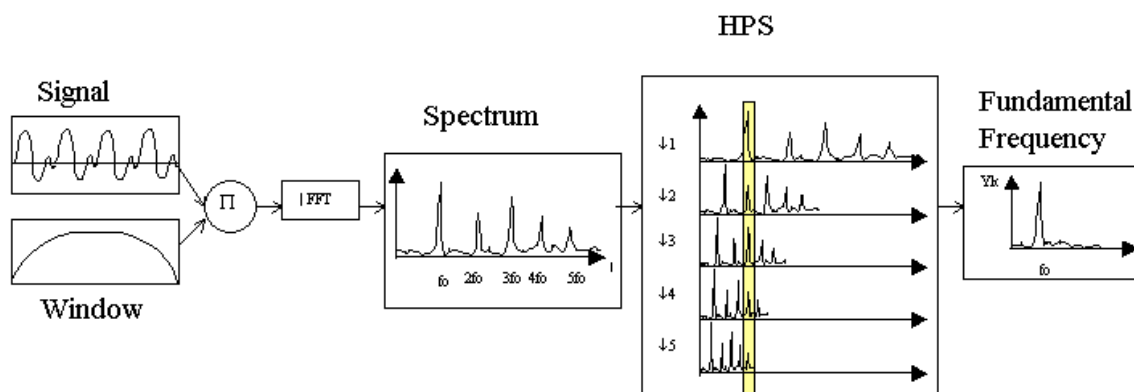 HPS
Signal
Spectrum
Fundamental
Frequency
Window
Π
| FFT
fo 2fo 3fo 4fo 5fo
↓1
↓2
↓3
↓4
↓5
Yk
fo